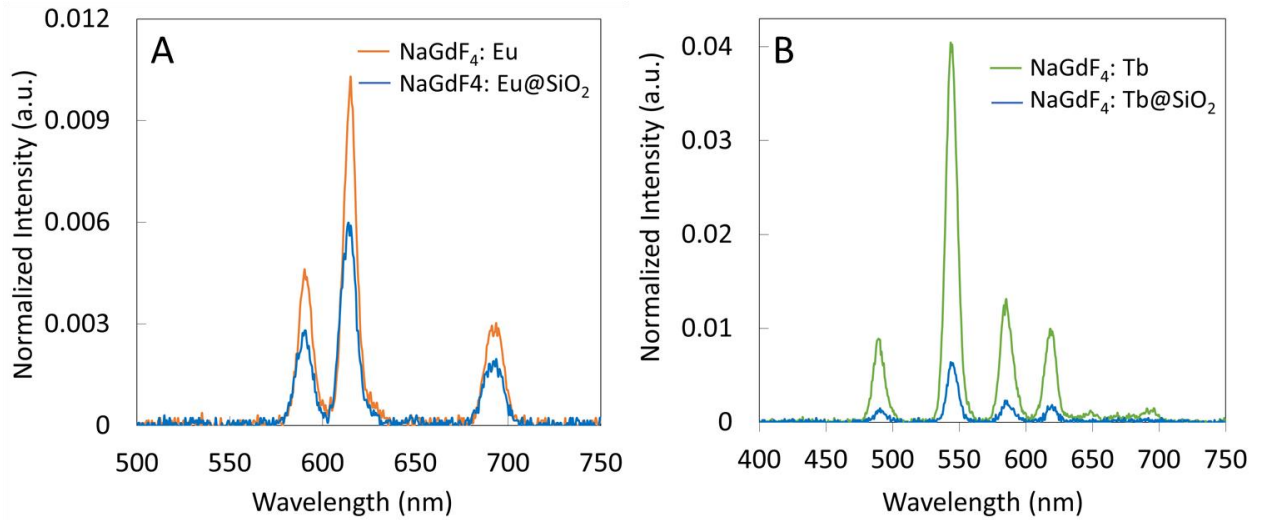 A
NaGdF₄: Eu
NaGdF4: Eu@SiO₂
0.012
0.009
0.006
0.003
0
Normalized Intensity (a.u.)
500 550 600 650 700 750
Wavelength (nm)
B
NaGdF₄: Tb
NaGdF₄: Tb@SiO₂
0.04
0.03
0.02
0.01
0
Normalized Intensity (a.u.)
400 450 500 550 600 650 700 750
Wavelength (nm)